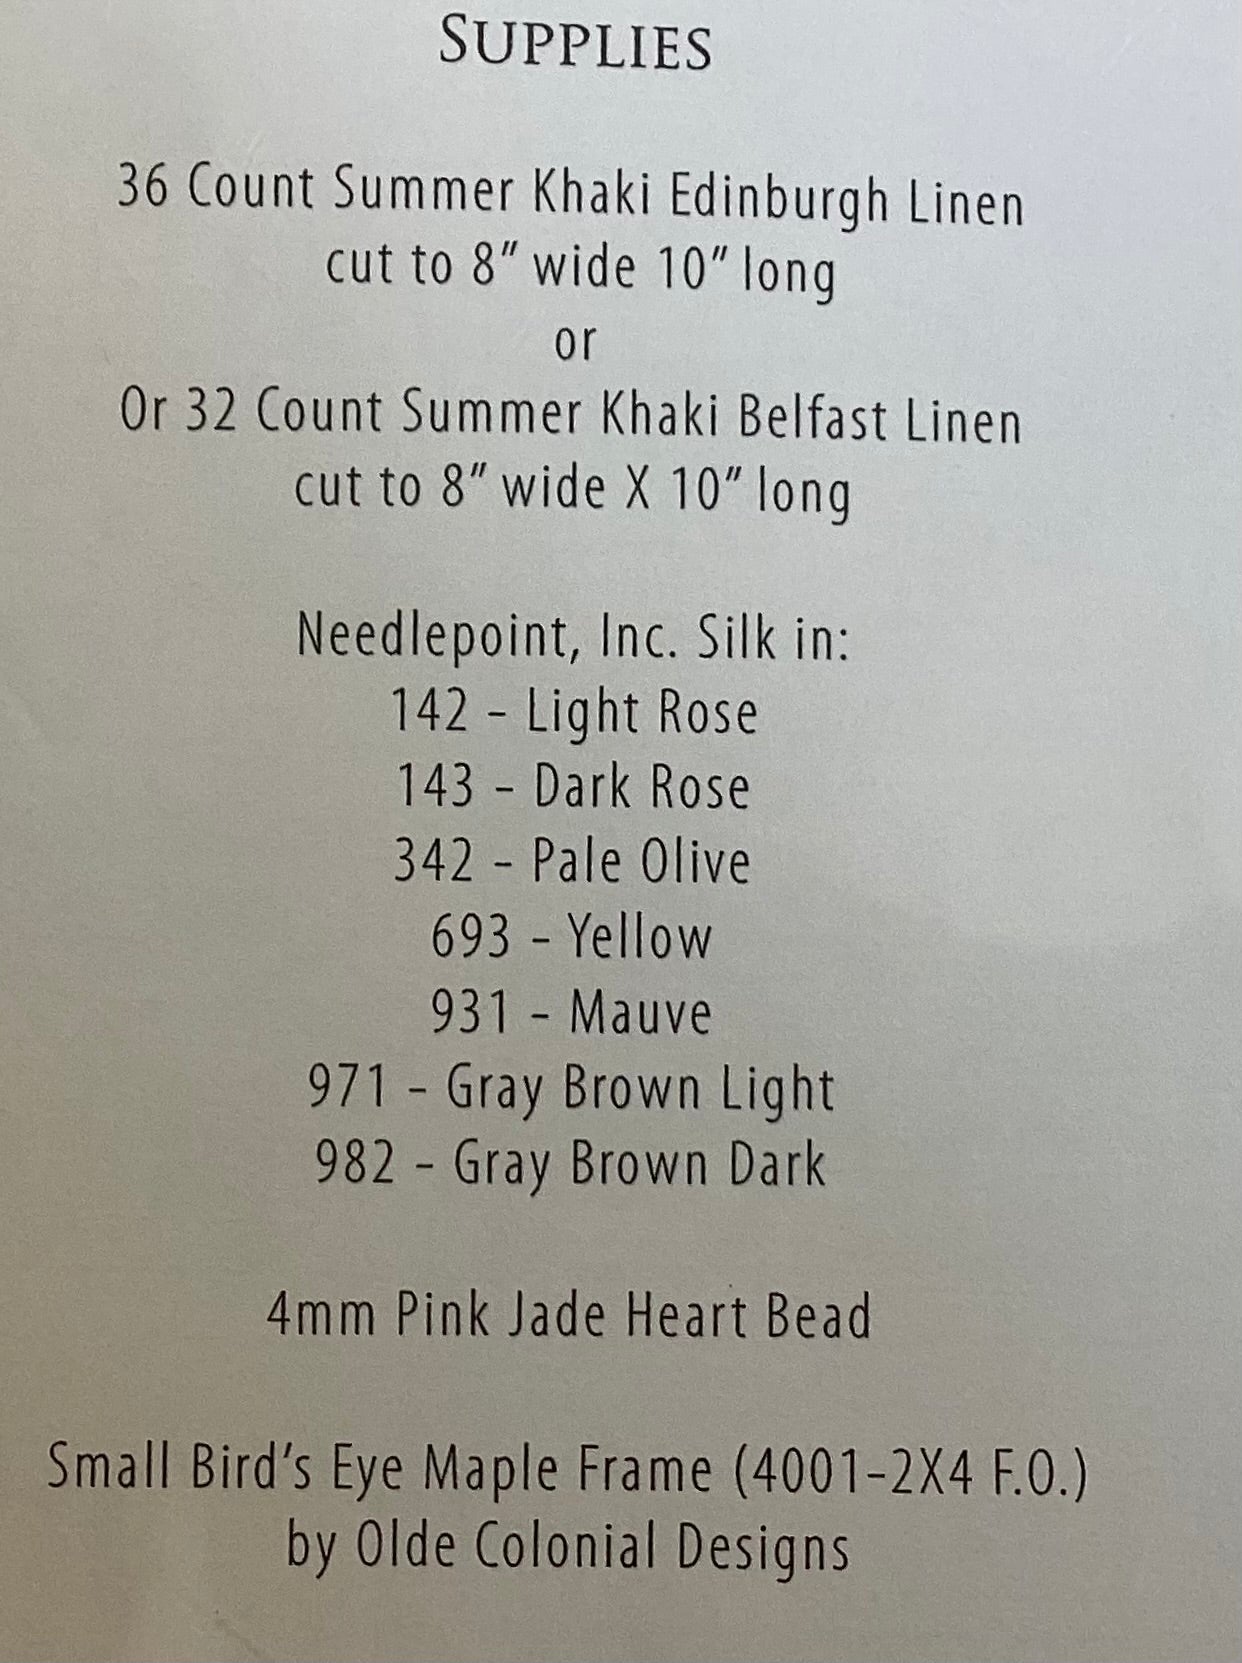 SUPPLIES
36 Count Summer Khaki Edinburgh Linen
cut to 8" wide 10" long
or
Or 32 Count Summer Khaki Belfast Linen
cut to 8" wide X 10" long
Needlepoint, Inc. Silk in:
142 – Light Rose
143 – Dark Rose
342 – Pale Olive
693 – Yellow
931 – Mauve
971 – Gray Brown Light
982 – Gray Brown Dark
4mm Pink Jade Heart Bead
Small Bird's Eye Maple Frame (4001-2X4 F.O.)
by Olde Colonial Designs